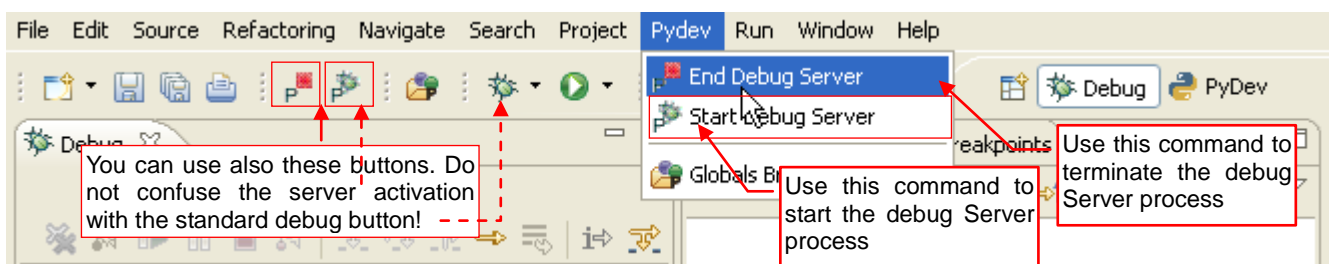 File Edit Source Refactoring Navigate Search Project Pydev Run Window Help
End Debug Server
Debug PyDev
Start Debug Server
Debug
reakpoints
You can use also these buttons. Do
not confuse the server activation
with the standard debug button!
Use this command to
terminate the debug
Server process
Globals B
Use this command to
start the debug Server
process